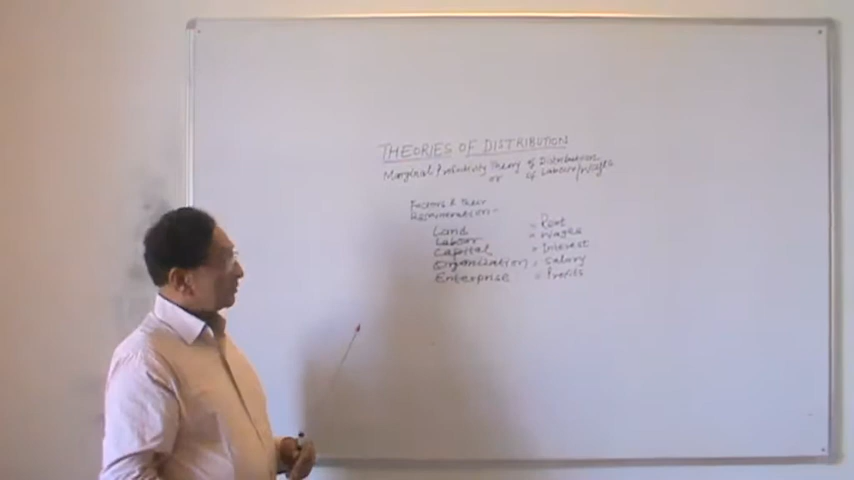 THEORIES OF DISTRIBUTION
Marginal Productivity Theory of Distribution
or of Labour/Wages
Factors & their
Remuneration-
Land = Rent
Labour = Wages
Capital = Interest
Organization = Salary
Enterprise = Profits